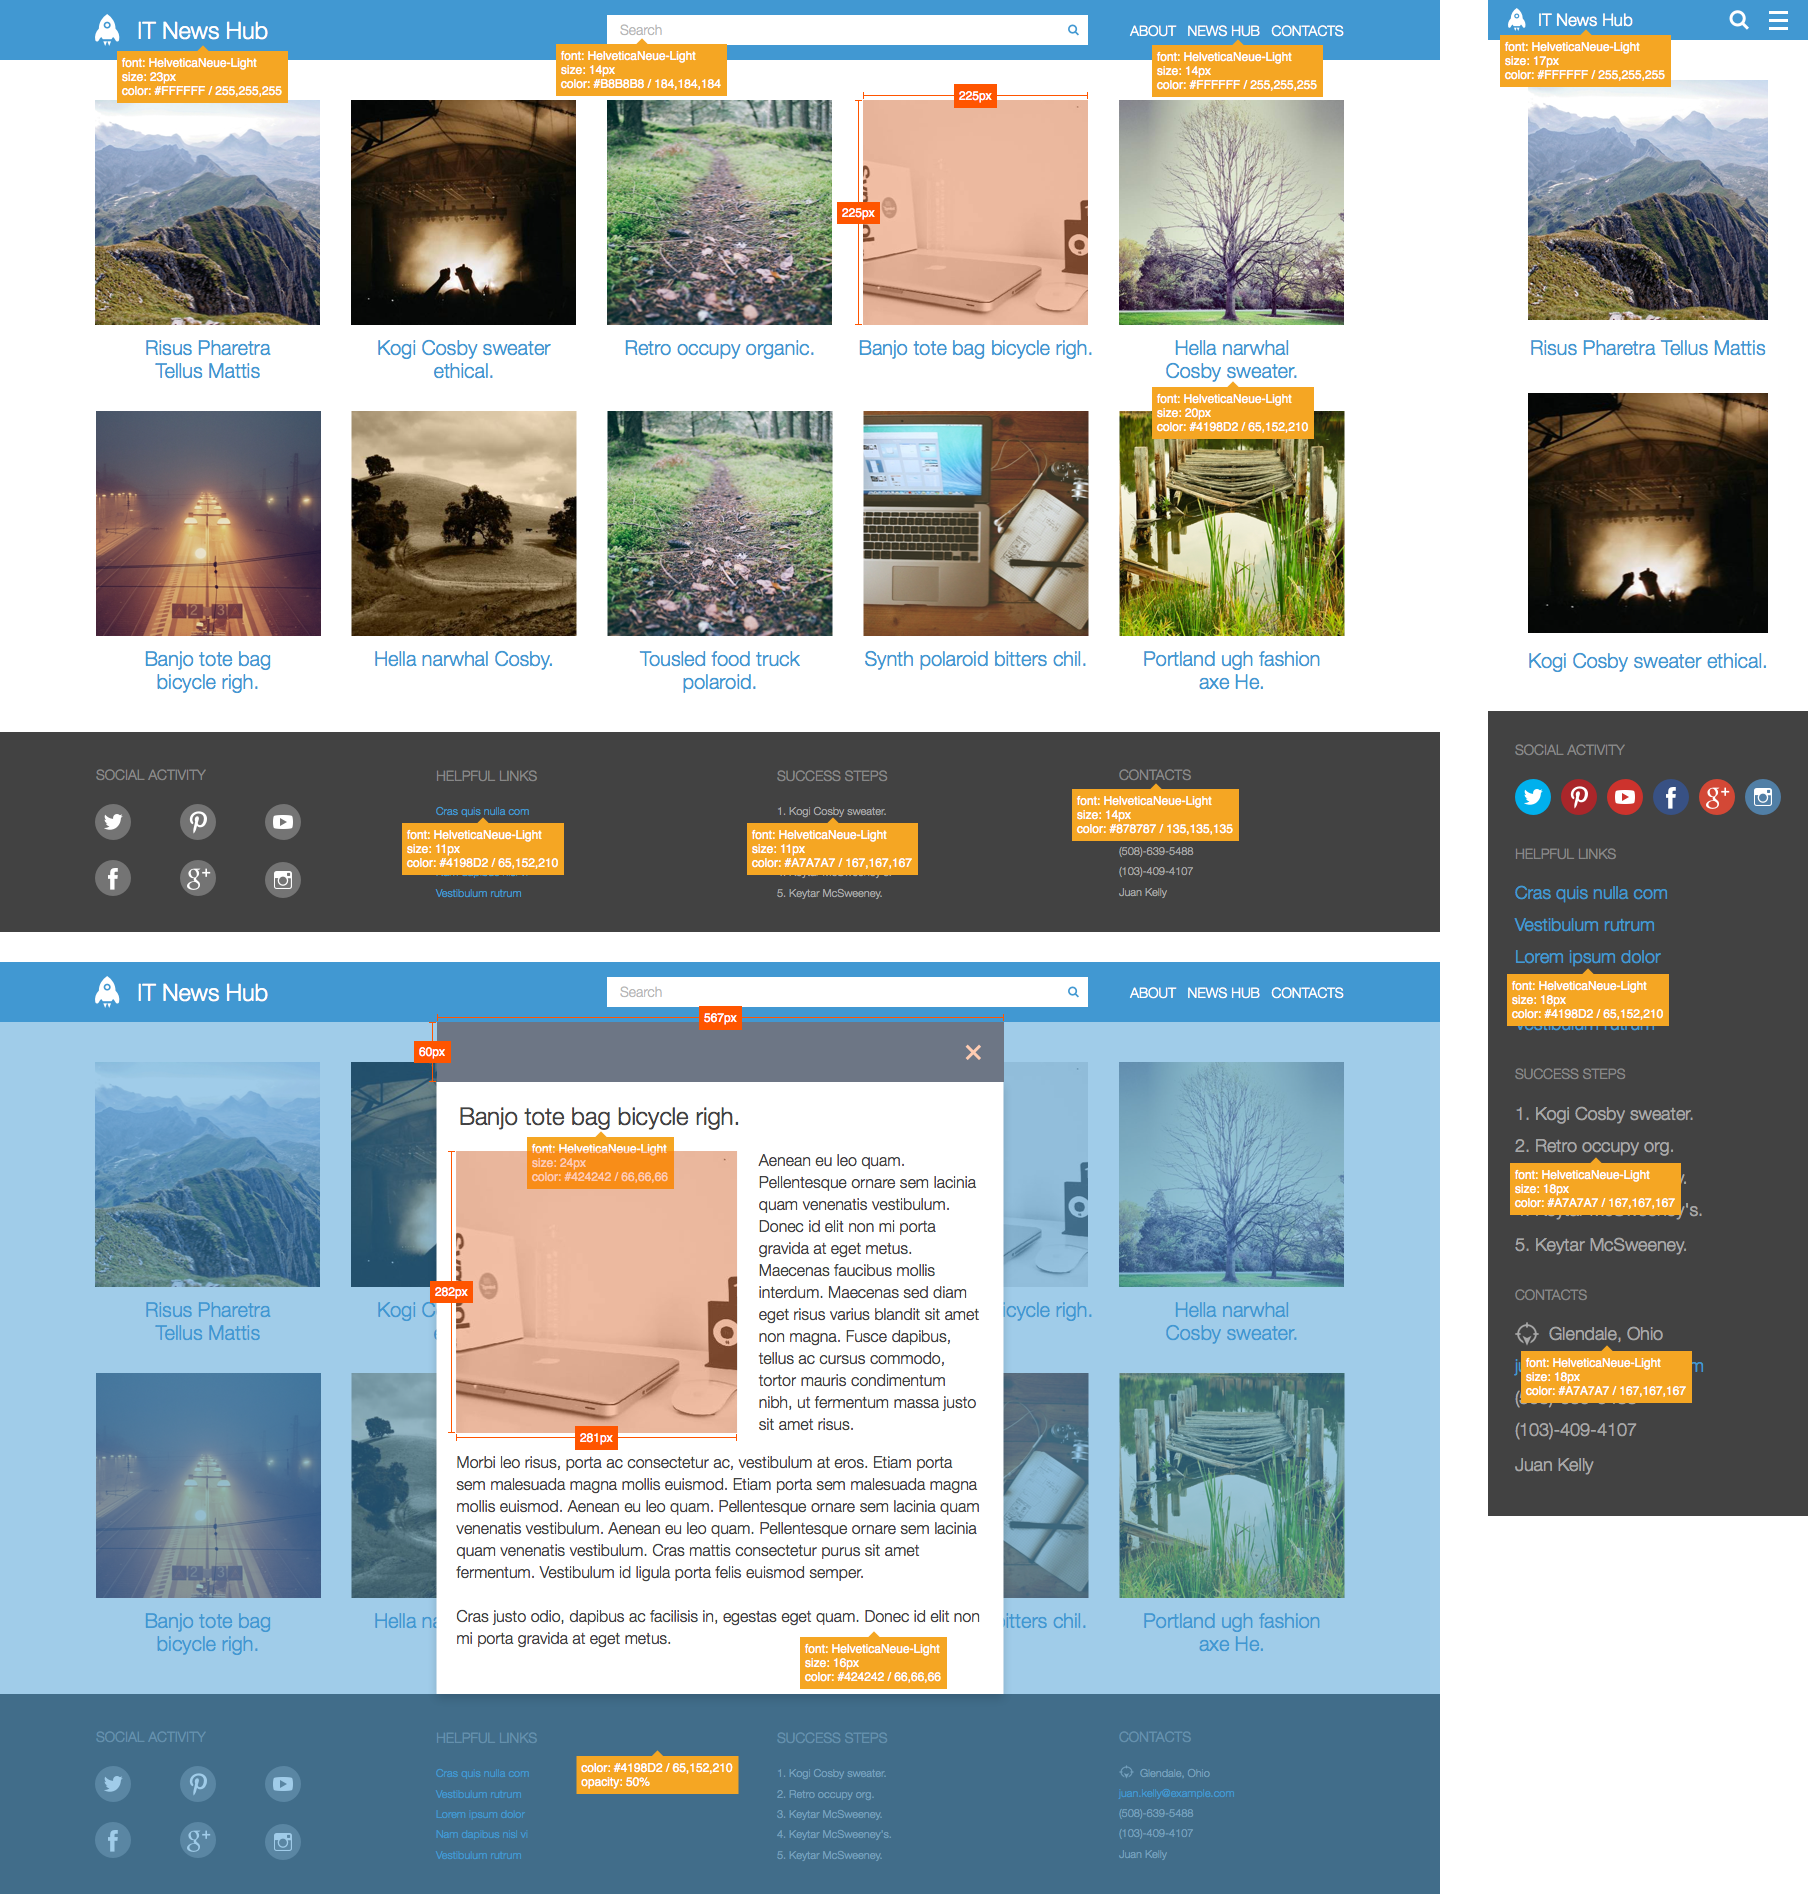 IT News Hub
Search
ABOUT NEWS HUB CONTACTS
font: HelveticaNeue-Light
size: 23px
color: #FFFFFF / 255,255,255
font: HelveticaNeue-Light
size: 14px
color: #B8B8B8 / 184,184,184
font: HelveticaNeue-Light
size: 14px
color: #FFFFFF / 255,255,255
225px
225px
Risus Pharetra
Tellus Mattis
Kogi Cosby sweater
ethical.
Retro occupy organic.
Banjo tote bag bicycle righ.
Hella narwhal
Cosby sweater.
font: HelveticaNeue-Light
size: 20px
color: #4198D2 / 65,152,210
Banjo tote bag
bicycle righ.
Hella narwhal Cosby.
Tousled food truck
polaroid.
Synth polaroid bitters chil.
Portland ugh fashion
axe He.
SOCIAL ACTIVITY
HELPFUL LINKS
Cras quis nulla com
font: HelveticaNeue-Light
size: 11px
color: #4198D2 / 65,152,210
Vestibulum rutrum
SUCCESS STEPS
1. Kogi Cosby sweater.
font: HelveticaNeue-Light
size: 11px
color: #A7A7A7 / 167,167,167
5. Keytar McSweeney.
CONTACTS
font: HelveticaNeue-Light
size: 14px
color: #878787 / 135,135,135
(508)-639-5488
(103)-409-4107
Juan Kelly
IT News Hub
Search
ABOUT NEWS HUB CONTACTS
567px
60px
Banjo tote bag bicycle righ.
font: HelveticaNeue-Light
size: 24px
color: #424242 / 66,66,66
282px
281px
Aenean eu leo quam.
Pellentesque ornare sem lacinia
quam venenatis vestibulum.
Donec id elit non mi porta
gravida at eget metus.
Maecenas faucibus mollis
interdum. Maecenas sed diam
eget risus varius blandit sit amet
non magna. Fusce dapibus,
tellus ac cursus commodo,
tortor mauris condimentum
nibh, ut fermentum massa justo
sit amet risus.
Morbi leo risus, porta ac consectetur ac, vestibulum at eros. Etiam porta
sem malesuada magna mollis euismod. Etiam porta sem malesuada magna
mollis euismod. Aenean eu leo quam. Pellentesque ornare sem lacinia quam
venenatis vestibulum. Aenean eu leo quam. Pellentesque ornare sem lacinia
quam venenatis vestibulum. Cras mattis consectetur purus sit amet
fermentum. Vestibulum id ligula porta felis euismod semper.
Cras justo odio, dapibus ac facilisis in, egestas eget quam. Donec id elit non
mi porta gravida at eget metus.
font: HelveticaNeue-Light
size: 16px
color: #424242 / 66,66,66
Risus Pharetra
Tellus Mattis
Kogi C
icycle righ.
Hella narwhal
Cosby sweater.
Banjo tote bag
bicycle righ.
Hella na
itters chil.
Portland ugh fashion
axe He.
SOCIAL ACTIVITY
HELPFUL LINKS
Cras quis nulla com
Vestibulum rutrum
Lorem ipsum dolor
Nam dapibus nisi vi
Vestibulum rutrum
color: #4198D2 / 65,152,210
opacity: 50%
SUCCESS STEPS
1. Kogi Cosby sweater.
2. Retro occupy org.
3. Keytar McSweeney.
4. Keytar McSweeney's.
5. Keytar McSweeney.
CONTACTS
Glendale, Ohio
juan.kelly@example.com
(508)-639-5488
(103)-409-4107
Juan Kelly
IT News Hub
font: HelveticaNeue-Light
size: 17px
color: #FFFFFF / 255,255,255
Risus Pharetra Tellus Mattis
Kogi Cosby sweater ethical.
SOCIAL ACTIVITY
HELPFUL LINKS
Cras quis nulla com
Vestibulum rutrum
Lorem ipsum dolor
font: HelveticaNeue-Light
size: 18px
color: #4198D2 / 65,152,210
Vestibulum rutrum
SUCCESS STEPS
1. Kogi Cosby sweater.
2. Retro occupy org.
font: HelveticaNeue-Light
size: 18px
color: #A7A7A7 / 167,167,167
5. Keytar McSweeney.
CONTACTS
Glendale, Ohio
font: HelveticaNeue-Light
size: 18px
color: #A7A7A7 / 167,167,167
(103)-409-4107
Juan Kelly